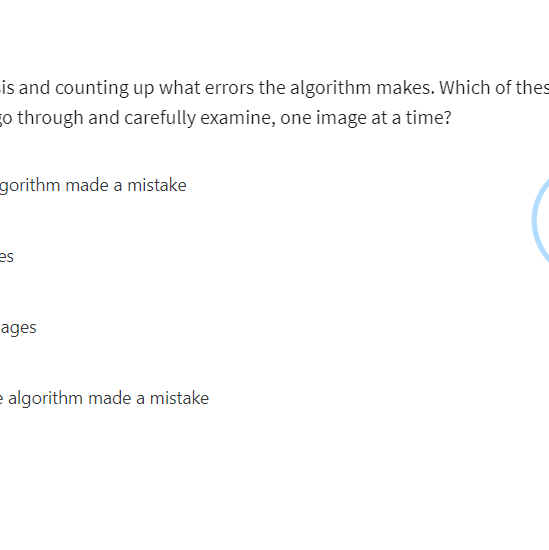 is and counting up what errors the algorithm makes. Which of thes
go through and carefully examine, one image at a time?
gorithm made a mistake
es
ages
algorithm made a mistake